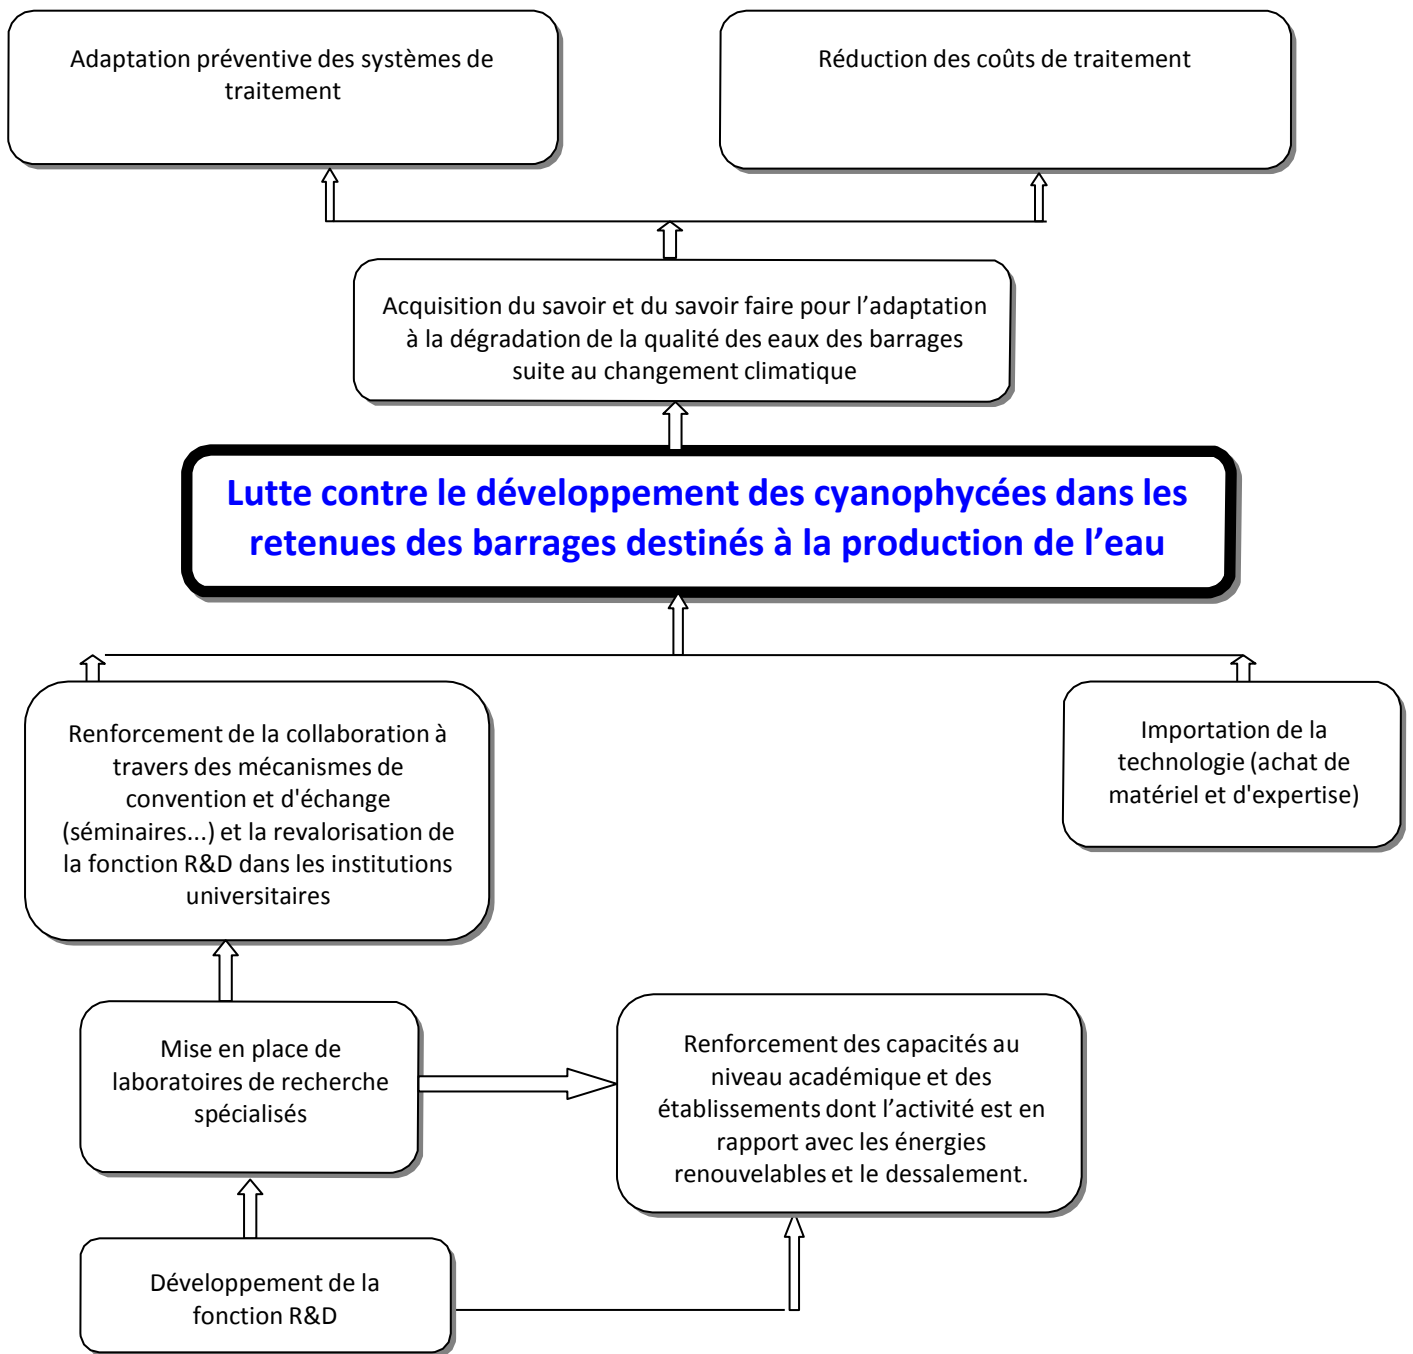 Adaptation préventive des systèmes de
traitement
Réduction des coûts de traitement
Acquisition du savoir et du savoir faire pour l’adaptation
à la dégradation de la qualité des eaux des barrages
suite au changement climatique
Lutte contre le développement des cyanophycées dans les
retenues des barrages destinés à la production de l’eau
Renforcement de la collaboration à
travers des mécanismes de
convention et d'échange
(séminaires...) et la revalorisation de
la fonction R&D dans les institutions
universitaires
Importation de la
technologie (achat de
matériel et d'expertise)
Mise en place de
laboratoires de recherche
spécialisés
Renforcement des capacités au
niveau académique et des
établissements dont l’activité est en
rapport avec les énergies
renouvelables et le dessalement.
Développement de la
fonction R&D